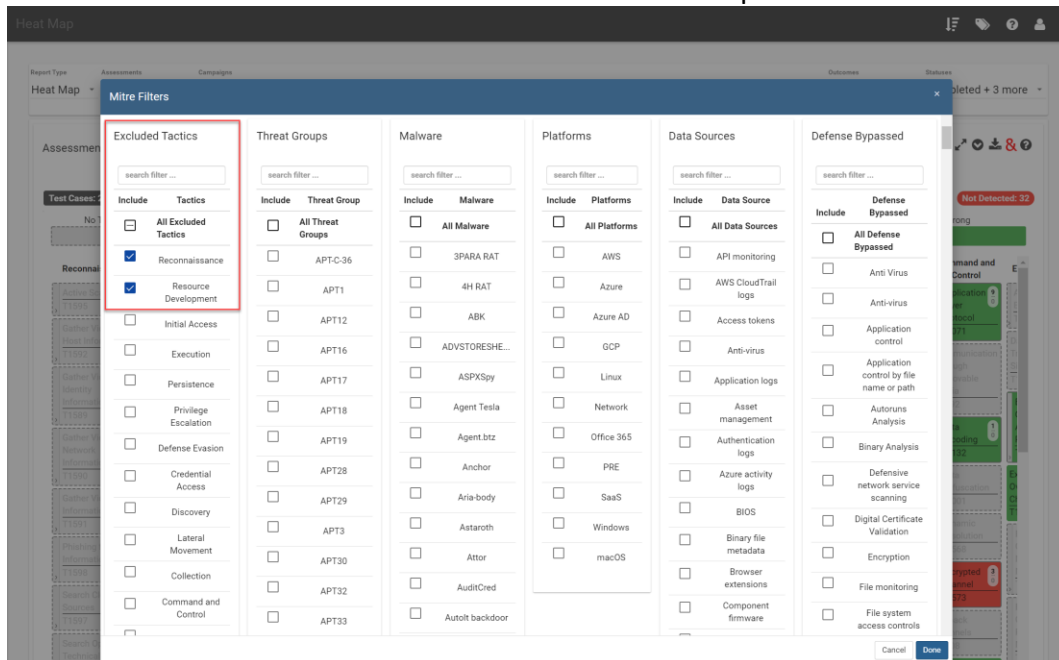 Heat Map
Report Type Assessments Campaigns Outcomes Statuses
Heat Map pleted + 3 more
Mitre Filters ×
Assessmen
Test Cases: Not Detected: 32
Reconnai
Excluded Tactics
search filter ...
Include Tactics
All Excluded
Tactics
Reconnaissance
Resource
Development
Initial Access
Execution
Persistence
Privilege
Escalation
Defense Evasion
Credential
Access
Discovery
Lateral
Movement
Collection
Command and
Control
Threat Groups
search filter ...
Include Threat Group
All Threat
Groups
APT-C-36
APT1
APT12
APT16
APT17
APT18
APT19
APT28
APT29
APT3
APT30
APT32
APT33
Malware
search filter ...
Include Malware
All Malware
3PARA RAT
4H RAT
ABK
ADVSTORESHE...
ASPXSpy
Agent Tesla
Agent.btz
Anchor
Aria-body
Astaroth
Attor
AuditCred
AutoIt backdoor
Platforms
search filter ...
Include Platforms
All Platforms
AWS
Azure
Azure AD
GCP
Linux
Network
Office 365
PRE
SaaS
Windows
macOS
Data Sources
search filter ...
Include Data Source
All Data Sources
API monitoring
AWS CloudTrail
logs
Access tokens
Anti-virus
Application logs
Asset
management
Authentication
logs
Azure activity
logs
BIOS
Binary file
metadata
Browser
extensions
Component
firmware
Defense Bypassed
search filter ...
Include Defense
Bypassed
All Defense
Bypassed
Anti Virus
Anti-virus
Application
control
Application
control by file
name or path
Autoruns
Analysis
Binary Analysis
Defensive
network service
scanning
Digital Certificate
Validation
Encryption
File monitoring
File system
access controls
Cancel Done